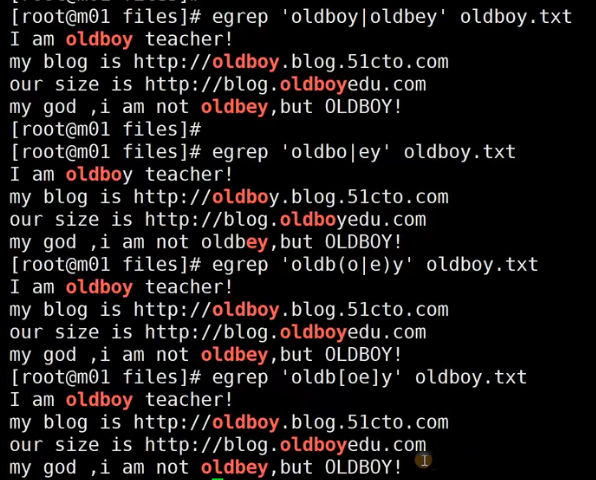 [root@m01 files]# egrep 'oldboy|oldbey' oldboy.txt
I am oldboy teacher!
my blog is http://oldboy.blog.51cto.com
our size is http://blog.oldboyedu.com
my god ,i am not oldbey,but OLDBOY!
[root@m01 files]#
[root@m01 files]# egrep 'oldbo|ey' oldboy.txt
I am oldboy teacher!
my blog is http://oldboy.blog.51cto.com
our size is http://blog.oldboyedu.com
my god ,i am not oldbey,but OLDBOY!
[root@m01 files]# egrep 'oldb(o|e)y' oldboy.txt
I am oldboy teacher!
my blog is http://oldboy.blog.51cto.com
our size is http://blog.oldboyedu.com
my god ,i am not oldbey,but OLDBOY!
[root@m01 files]# egrep 'oldb[oe]y' oldboy.txt
I am oldboy teacher!
my blog is http://oldboy.blog.51cto.com
our size is http://blog.oldboyedu.com
my god ,i am not oldbey,but OLDBOY!